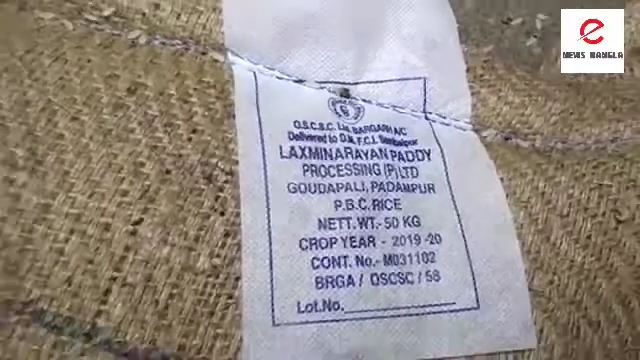 NEWS BANGLA
O.S.C.S.C. Ltd. BARGARH A/C
Delivered to D.M, F.C.I. Sambalpur
LAXMINARAYAN PADDY
PROCESSING (P) LTD
GOUDAPALI, PADAMPUR
P.B.C. RICE
NETT. WT.- 50 KG
CROP YEAR - 2019 -20
CONT. No.- M031102
BRGA / OSCSC / 58
Lot.No.